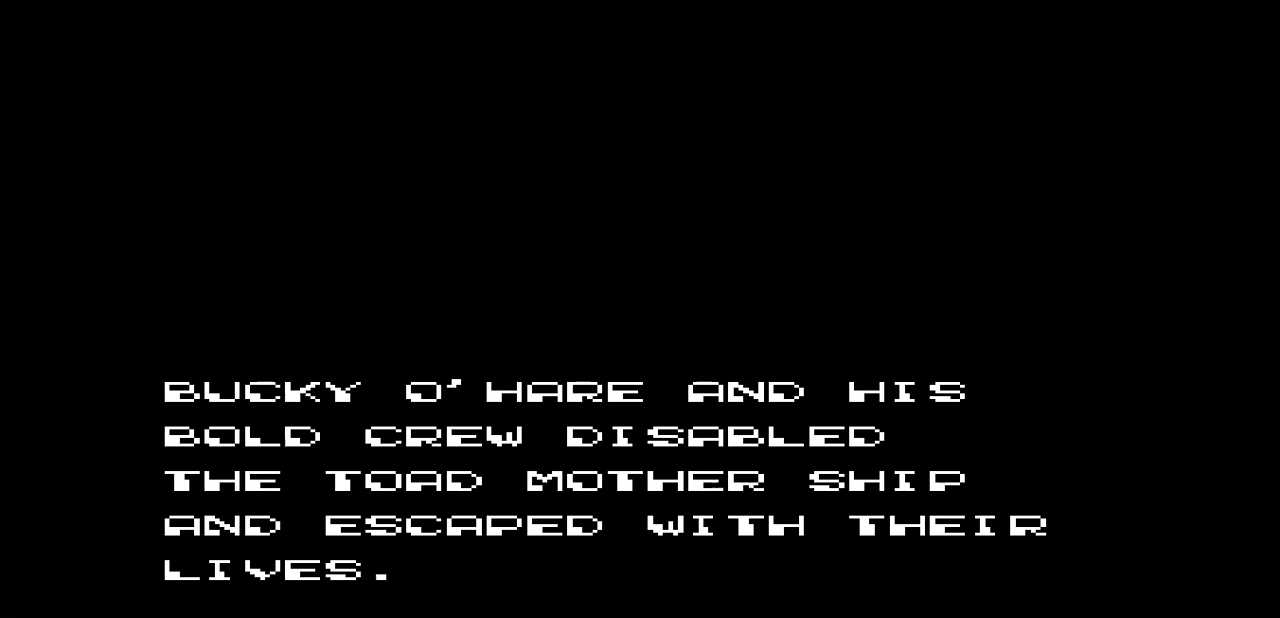 BUCKY O'HARE AND HIS
BOLD CREW DISABLED
THE TOAD MOTHER SHIP
AND ESCAPED WITH THEIR
LIVES.